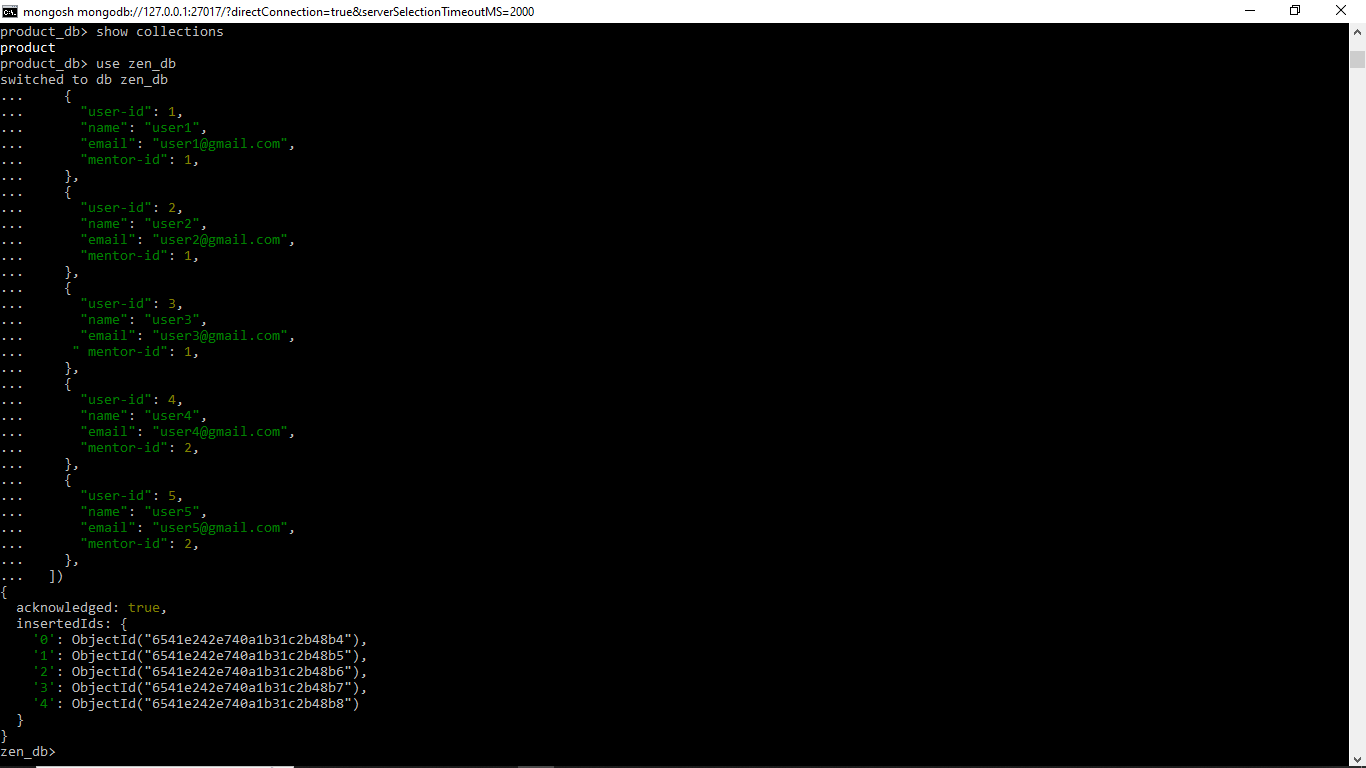 mongosh mongodb://127.0.0.1:27017/?directConnection=true&serverSelectionTimeoutMS=2000
product_db> show collections
product
product_db> use zen_db
switched to db zen_db
...     {
...       "user-id": 1,
...       "name": "user1",
...       "email": "user1@gmail.com",
...       "mentor-id": 1,
...     },
...     {
...       "user-id": 2,
...       "name": "user2",
...       "email": "user2@gmail.com",
...       "mentor-id": 1,
...     },
...     {
...       "user-id": 3,
...       "name": "user3",
...       "email": "user3@gmail.com",
...      " mentor-id": 1,
...     },
...     {
...       "user-id": 4,
...       "name": "user4",
...       "email": "user4@gmail.com",
...       "mentor-id": 2,
...     },
...     {
...       "user-id": 5,
...       "name": "user5",
...       "email": "user5@gmail.com",
...       "mentor-id": 2,
...     },
...   ])
{
  acknowledged: true,
  insertedIds: {
    '0': ObjectId("6541e242e740a1b31c2b48b4"),
    '1': ObjectId("6541e242e740a1b31c2b48b5"),
    '2': ObjectId("6541e242e740a1b31c2b48b6"),
    '3': ObjectId("6541e242e740a1b31c2b48b7"),
    '4': ObjectId("6541e242e740a1b31c2b48b8")
  }
}
zen_db>